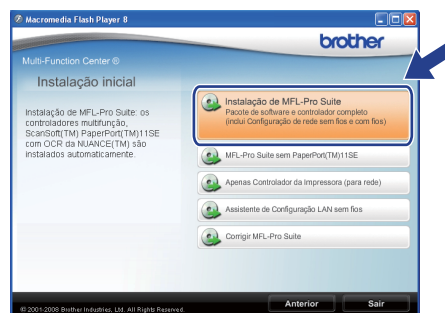 Macromedia Flash Player 8
brother
Multi-Function Center ®
Instalação inicial
Instalação de MFL-Pro Suite: os
controladores multifunção,
ScanSoft(TM) PaperPort(TM)11SE
com OCR da NUANCE(TM) são
instalados automaticamente.
Instalação de MFL-Pro Suite
Pacote de software e controlador completo
(inclui Configuração de rede sem fios e com fios)
MFL-Pro Suite sem PaperPort(TM)11SE
Apenas Controlador da Impressora (para rede)
Assistente de Configuração LAN sem fios
Corrigir MFL-Pro Suite
© 2001-2008 Brother Industries, Ltd. All Rights Reserved.
Anterior
Sair